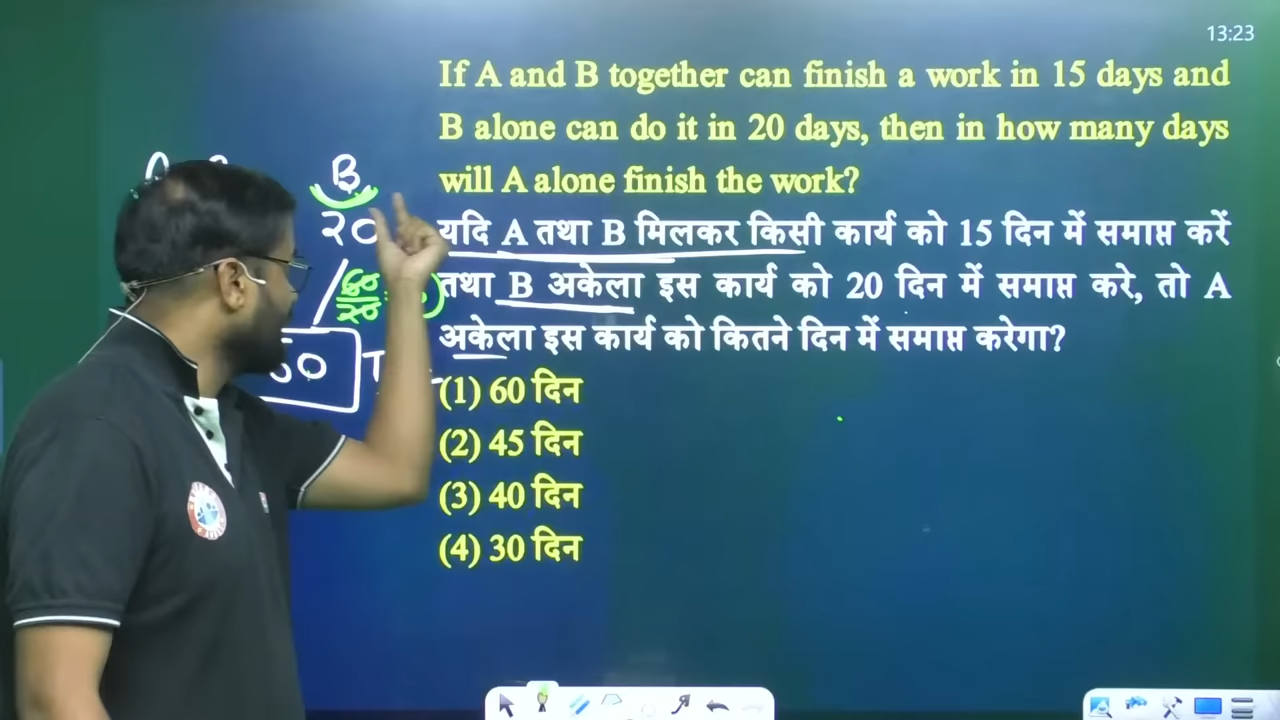 13:23
If A and B together can finish a work in 15 days and
B alone can do it in 20 days, then in how many days
will A alone finish the work?
B
20
यदि A तथा B मिलकर किसी कार्य को 15 दिन में समाप्त करें
तथा B अकेला इस कार्य को 20 दिन में समाप्त करे, तो A
अकेला इस कार्य को कितने दिन में समाप्त करेगा?
(1) 60 दिन
(2) 45 दिन
(3) 40 दिन
(4) 30 दिन